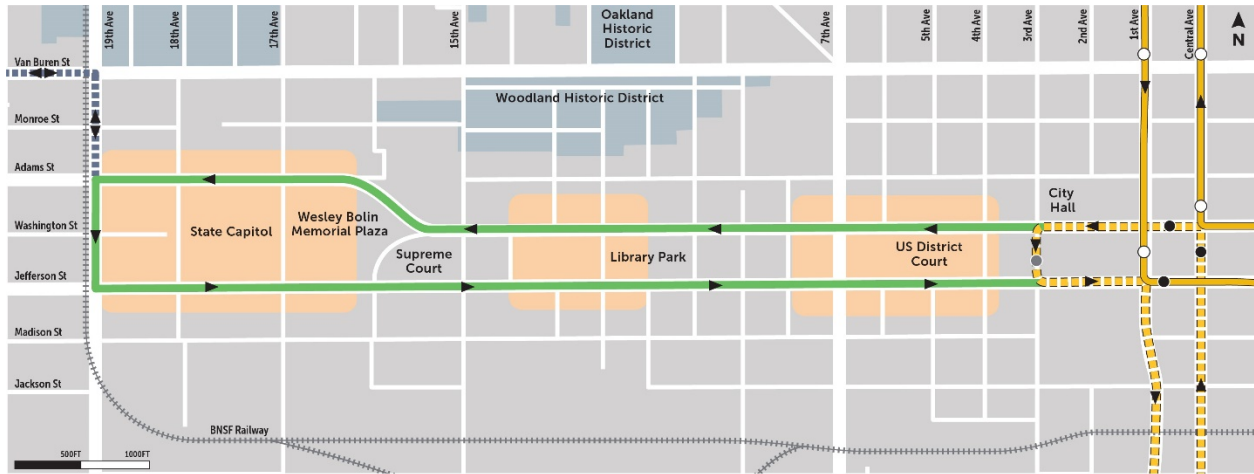 19th Ave
18th Ave
17th Ave
15th Ave
Oakland
Historic
District
7th Ave
5th Ave
4th Ave
3rd Ave
2nd Ave
1st Ave
Central Ave
N
Van Buren St
Woodland Historic District
Monroe St
Adams St
City
Hall
Washington St
State Capitol
Wesley Bolin
Memorial Plaza
Supreme
Court
Library Park
US District
Court
Jefferson St
Madison St
Jackson St
BNSF Railway
500FT
1000FT